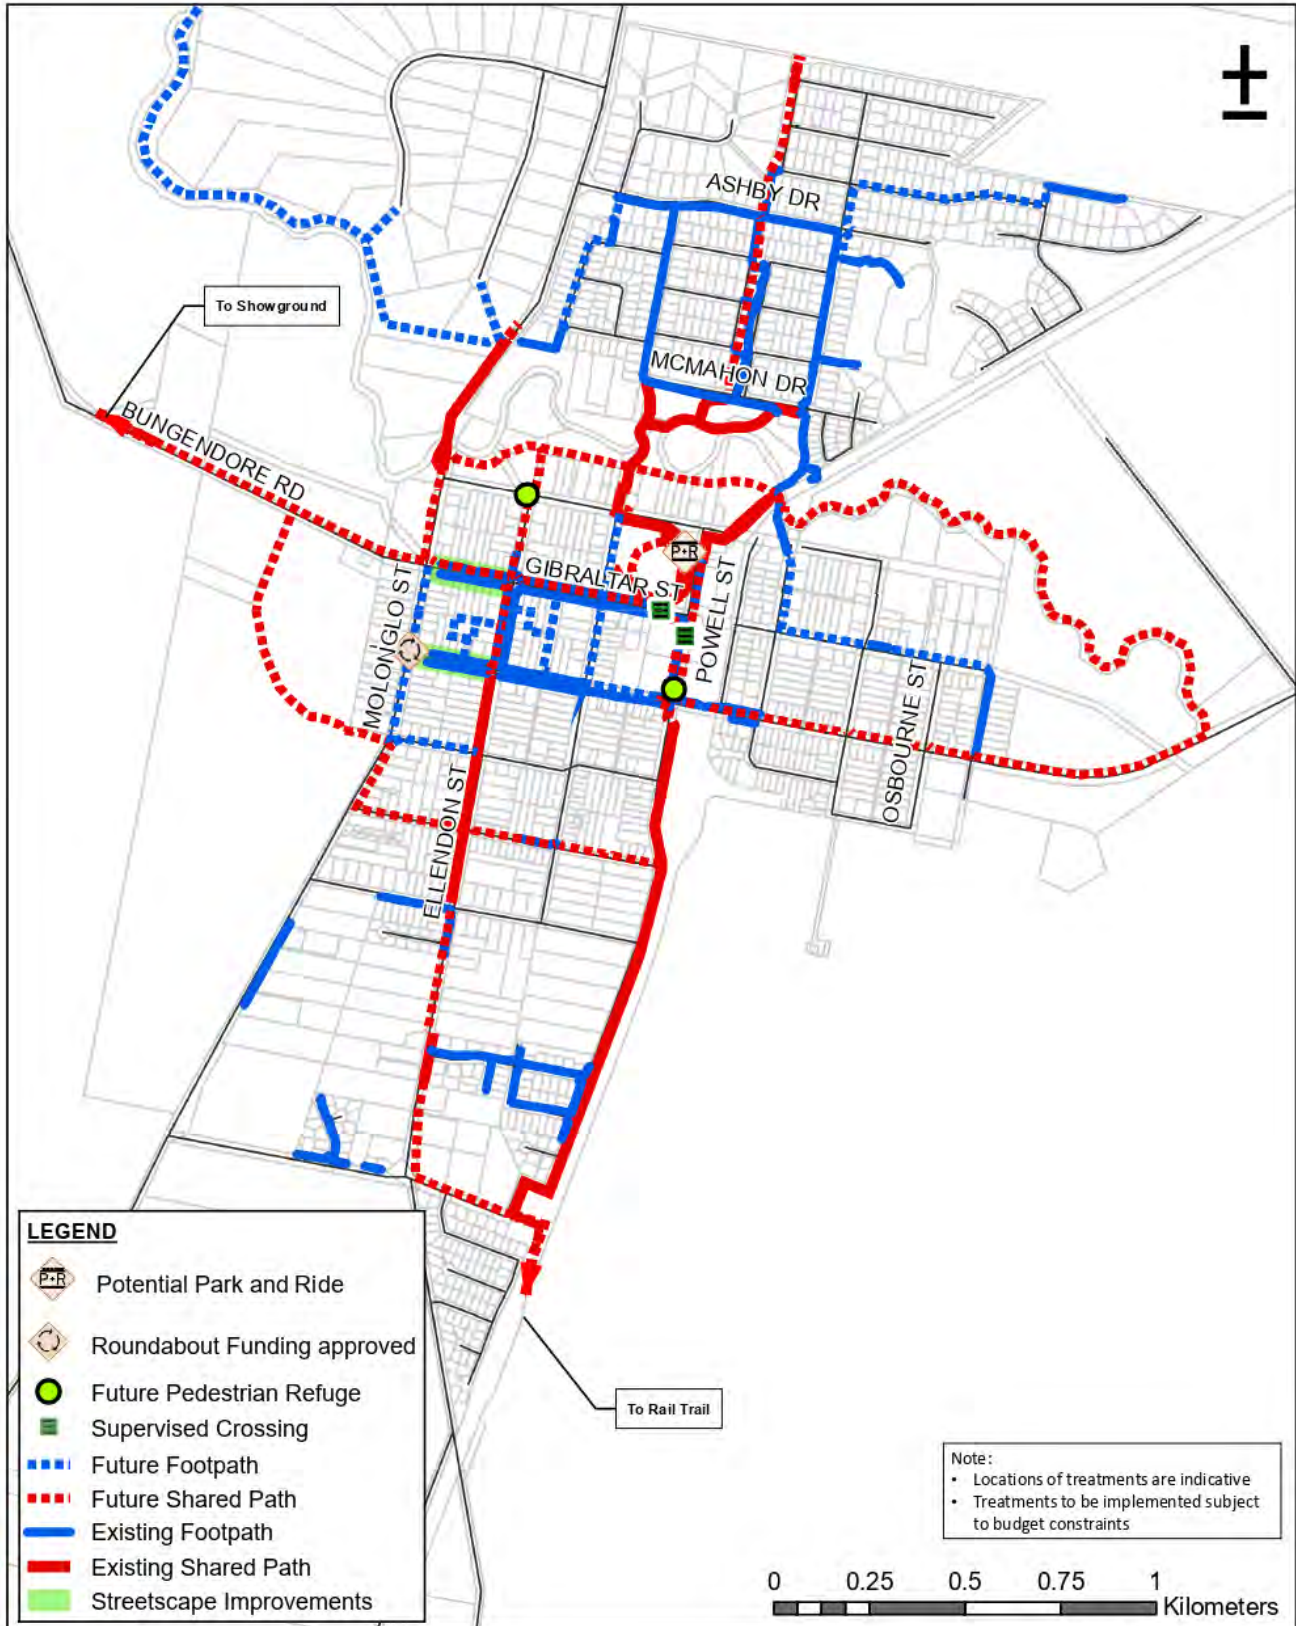 ASHBY DR
To Showground
MCMAHON DR
BUNGENDORE RD
P+R
GIBRALTAR ST
MOLONGLO ST
POWELL ST
OSBOURNE ST
ELLENDON ST
LEGEND
P+R Potential Park and Ride
Roundabout Funding approved
Future Pedestrian Refuge
Supervised Crossing
Future Footpath
Future Shared Path
Existing Footpath
Existing Shared Path
Streetscape Improvements
To Rail Trail
Note:
• Locations of treatments are indicative
• Treatments to be implemented subject
to budget constraints
0 0.25 0.5 0.75 1
Kilometers